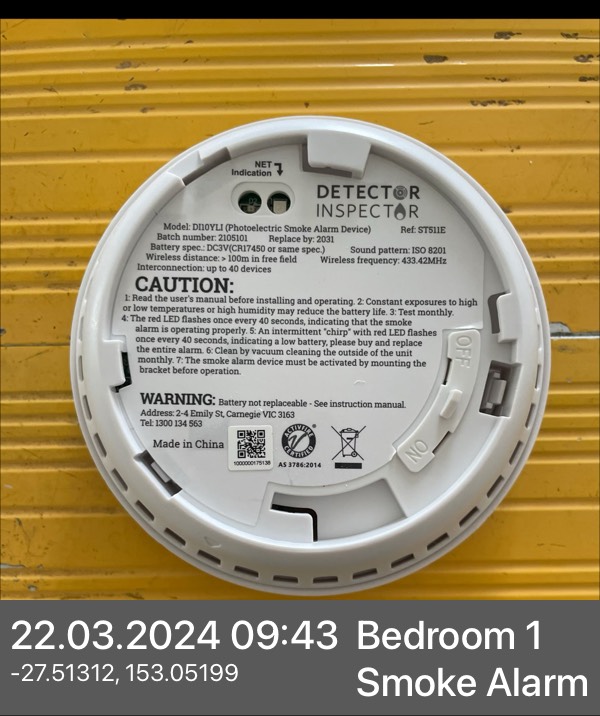 NET
Indication
DETECTOR
INSPECTOR
Model: DI10YLI (Photoelectric Smoke Alarm Device) Ref: ST511E
Batch number: 2105101 Replace by: 2031
Battery spec.: DC3V(CR17450 or same spec.) Sound pattern: ISO 8201
Wireless distance: > 100m in free field Wireless frequency: 433.42MHz
Interconnection: up to 40 devices
CAUTION:
1: Read the user's manual before installing and operating. 2: Constant exposures to high
or low temperatures or high humidity may reduce the battery life. 3: Test monthly.
4: The red LED flashes once every 40 seconds, indicating that the smoke
alarm is operating properly. 5: An intermittent "chirp" with red LED flashes
once every 40 seconds, indicating a low battery, please buy and replace
the entire alarm. 6: Clean by vacuum cleaning the outside of the unit
monthly. 7: The smoke alarm device must be activated by mounting the
bracket before operation.
OFF
ON
WARNING: Battery not replaceable - See instruction manual.
Address: 2-4 Emily St, Carnegie VIC 3163
Tel: 1300 134 563
Made in China
1000000175138
ACTIVFIRE
CERTIFIED
AS 3786:2014
22.03.2024 09:43
-27.51312, 153.05199
Bedroom 1
Smoke Alarm